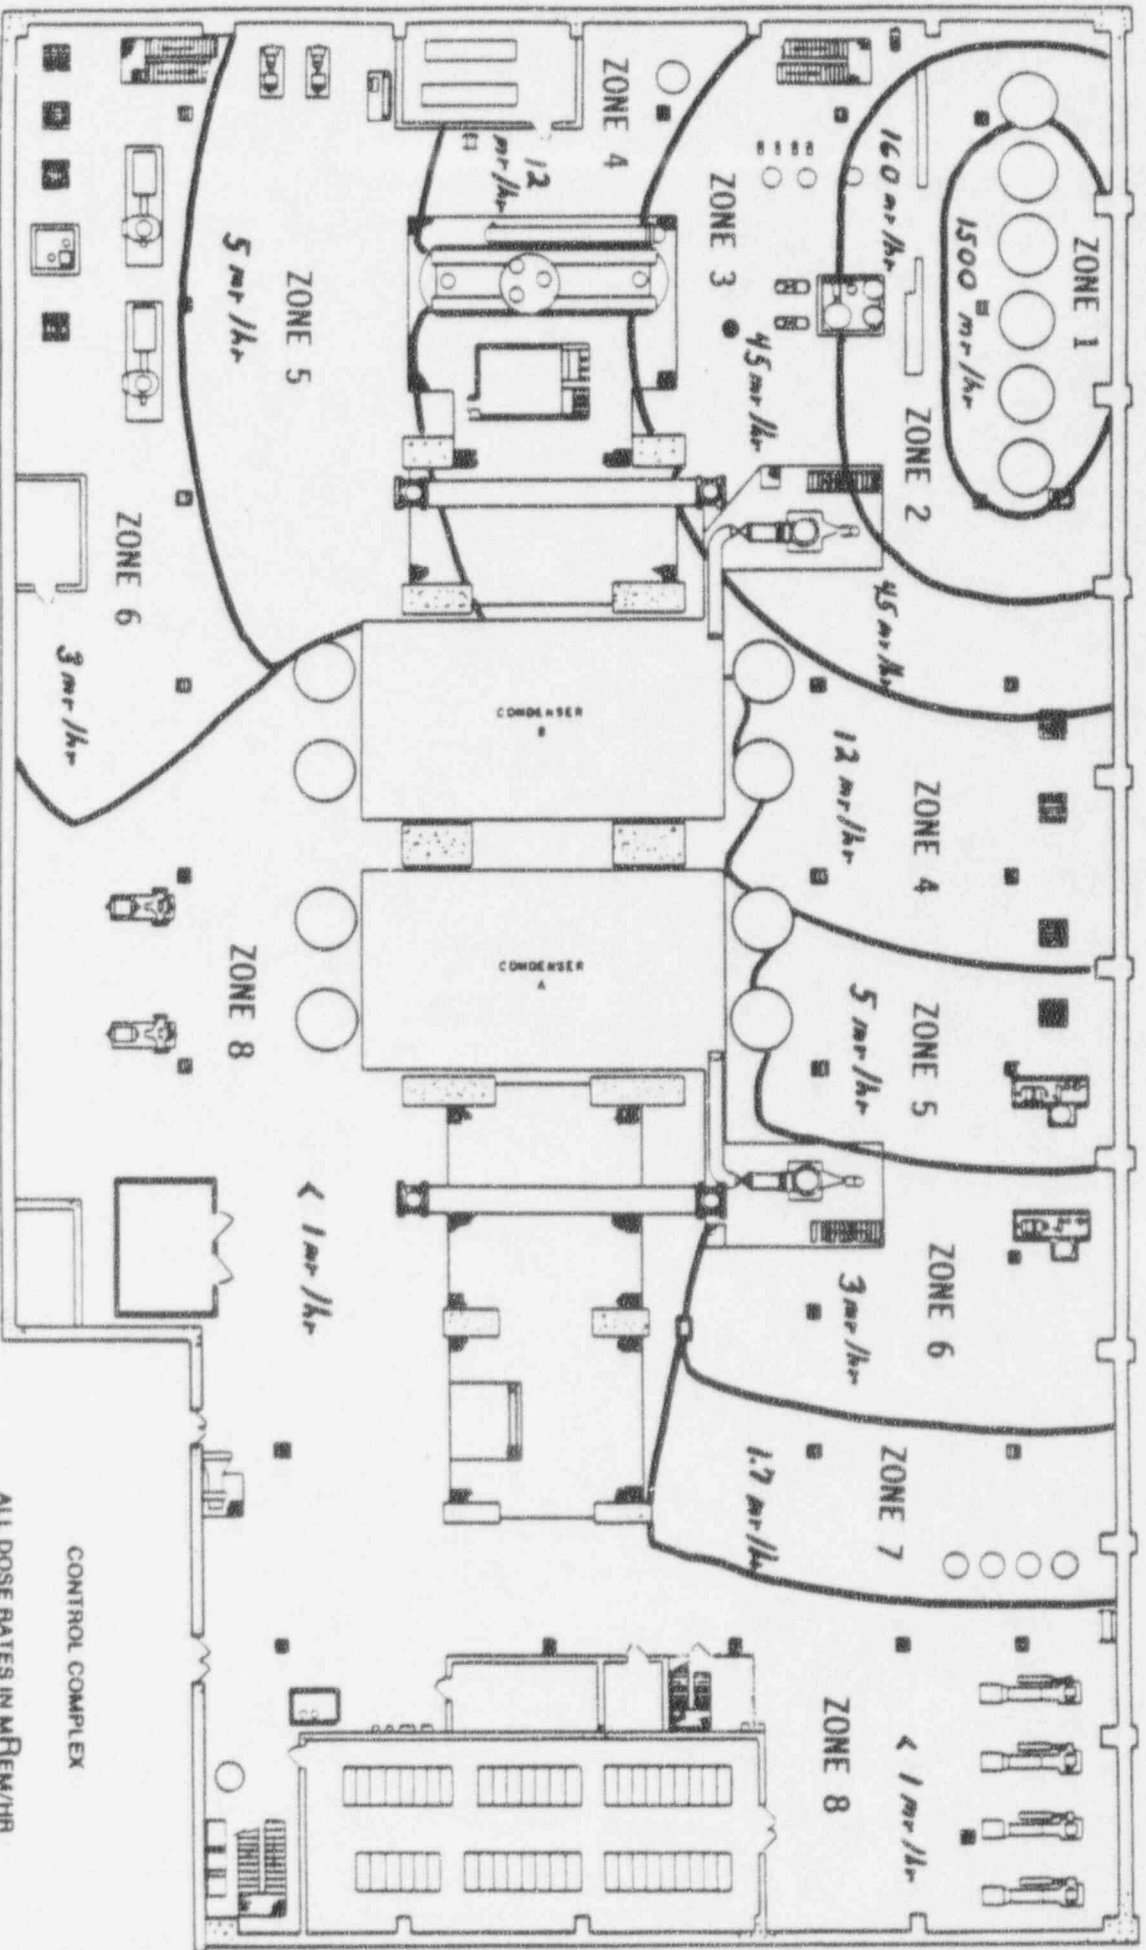 ZONE 1
1500 mr/hr
160 mr/hr
ZONE 2
ZONE 3
45 mr/hr
45 mr/hr
ZONE 4
12 mr/hr
ZONE 4
12 mr/hr
ZONE 5
5 mr/hr
ZONE 5
5 mr/hr
ZONE 6
3 mr/hr
ZONE 6
3 mr/hr
ZONE 7
1.7 mr/hr
ZONE 8
< 1 mr/hr
ZONE 8
< 1 mr/hr
CONDENSER
B
CONDENSER
A
CONTROL COMPLEX
ALL DOSE RATES IN MREM/HR